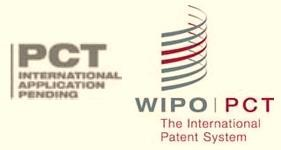 PCT
INTERNATIONAL
APPLICATION
PENDING
WIPO | PCT
The International
Patent System